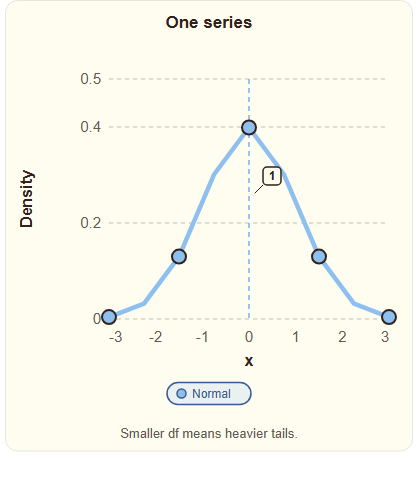 One series
0.5
0.4
0.2
0
Density
1
-3 -2 -1 0 1 2 3
x
Normal
Smaller df means heavier tails.